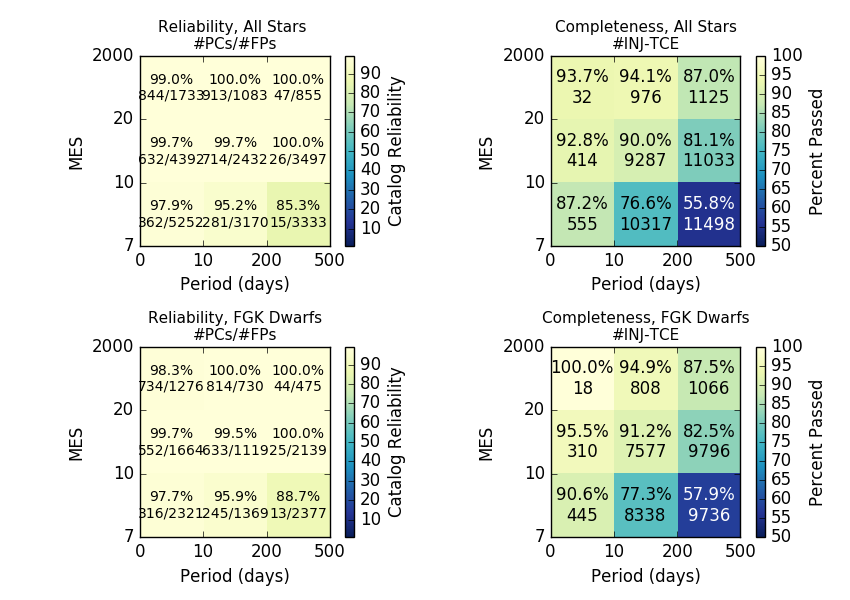 Reliability, All Stars
#PCs/#FPs
2000
20
10
7
MES
99.0% 100.0% 100.0%
844/1733 913/1083 47/855
99.7% 99.7% 100.0%
632/4392 714/2432 26/3497
97.9% 95.2% 85.3%
362/5252 281/3170 15/3333
0 10 200 500
Period (days)
90
80
70
60
50
40
30
20
10
Catalog Reliability
Completeness, All Stars
#INJ-TCE
2000
20
10
7
MES
93.7% 94.1% 87.0%
32 976 1125
92.8% 90.0% 81.1%
414 9287 11033
87.2% 76.6% 55.8%
555 10317 11498
0 10 200 500
Period (days)
100
95
90
85
80
75
70
65
60
55
50
Percent Passed
Reliability, FGK Dwarfs
#PCs/#FPs
2000
20
10
7
MES
98.3% 100.0% 100.0%
734/1276 814/730 44/475
99.7% 99.5% 100.0%
552/1664 633/1119 25/2139
97.7% 95.9% 88.7%
316/2321 245/1369 13/2377
0 10 200 500
Period (days)
90
80
70
60
50
40
30
20
10
Catalog Reliability
Completeness, FGK Dwarfs
#INJ-TCE
2000
20
10
7
MES
100.0% 94.9% 87.5%
18 808 1066
95.5% 91.2% 82.5%
310 7577 9796
90.6% 77.3% 57.9%
445 8338 9736
0 10 200 500
Period (days)
100
95
90
85
80
75
70
65
60
55
50
Percent Passed